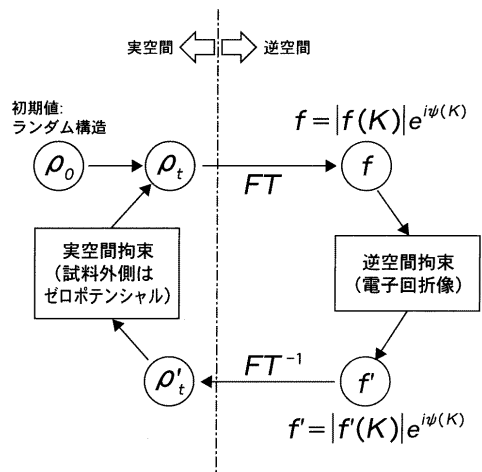 実空間 逆空間
初期値:
ランダム構造
f = |f(K)|e^{iψ(K)}
ρ₀ ρₜ FT f
実空間拘束
(試料外側は
ゼロポテンシャル)
逆空間拘束
(電子回折像)
ρ'ₜ FT⁻¹ f'
f' = |f'(K)|e^{iψ(K)}